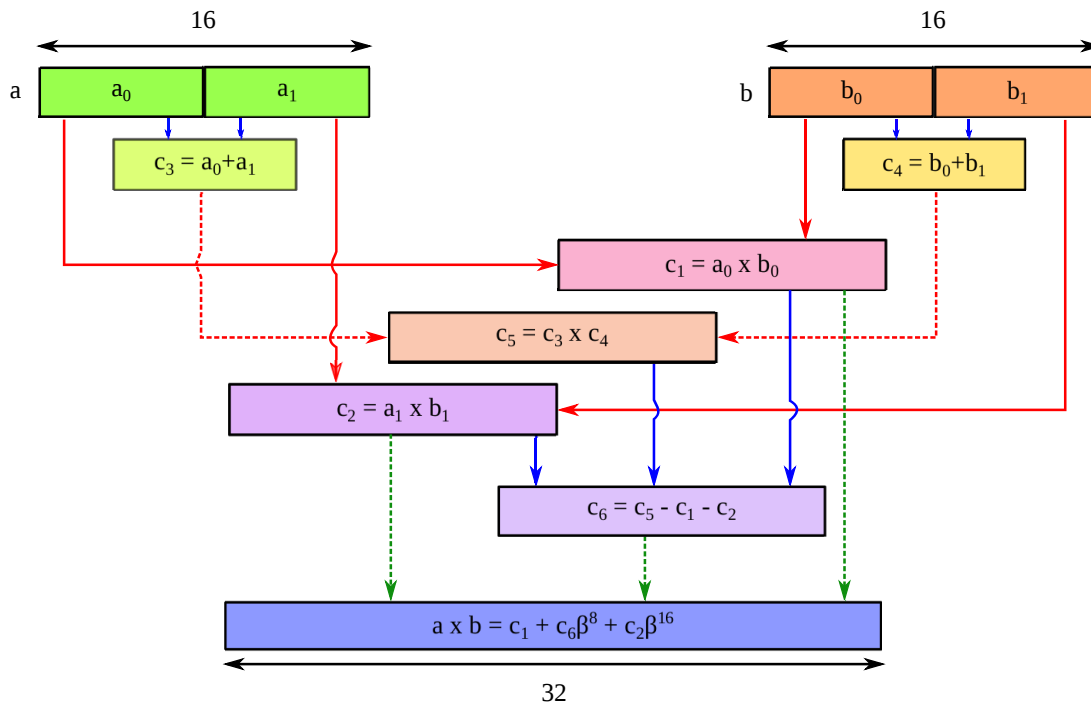 16 16
a a₀ a₁ b b₀ b₁
c₃ = a₀+a₁ c₄ = b₀+b₁
c₁ = a₀ x b₀
c₅ = c₃ x c₄
c₂ = a₁ x b₁
c₆ = c₅ - c₁ - c₂
a x b = c₁ + c₆β⁸ + c₂β¹⁶
32